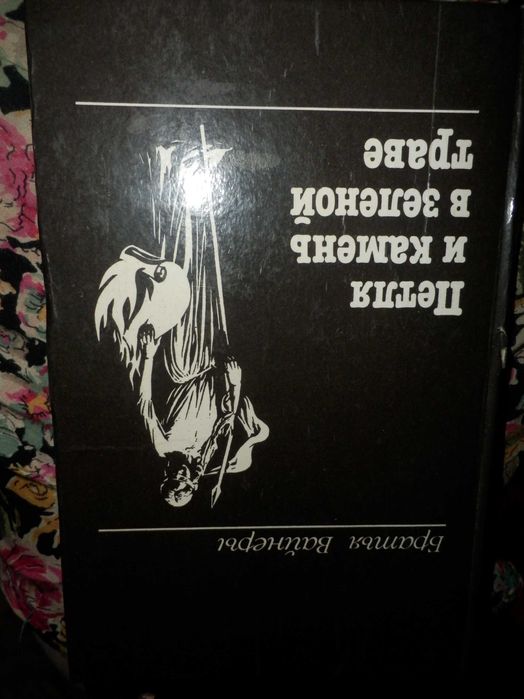 Братья Вайнеры
Петля
и камень
в зеленой
траве